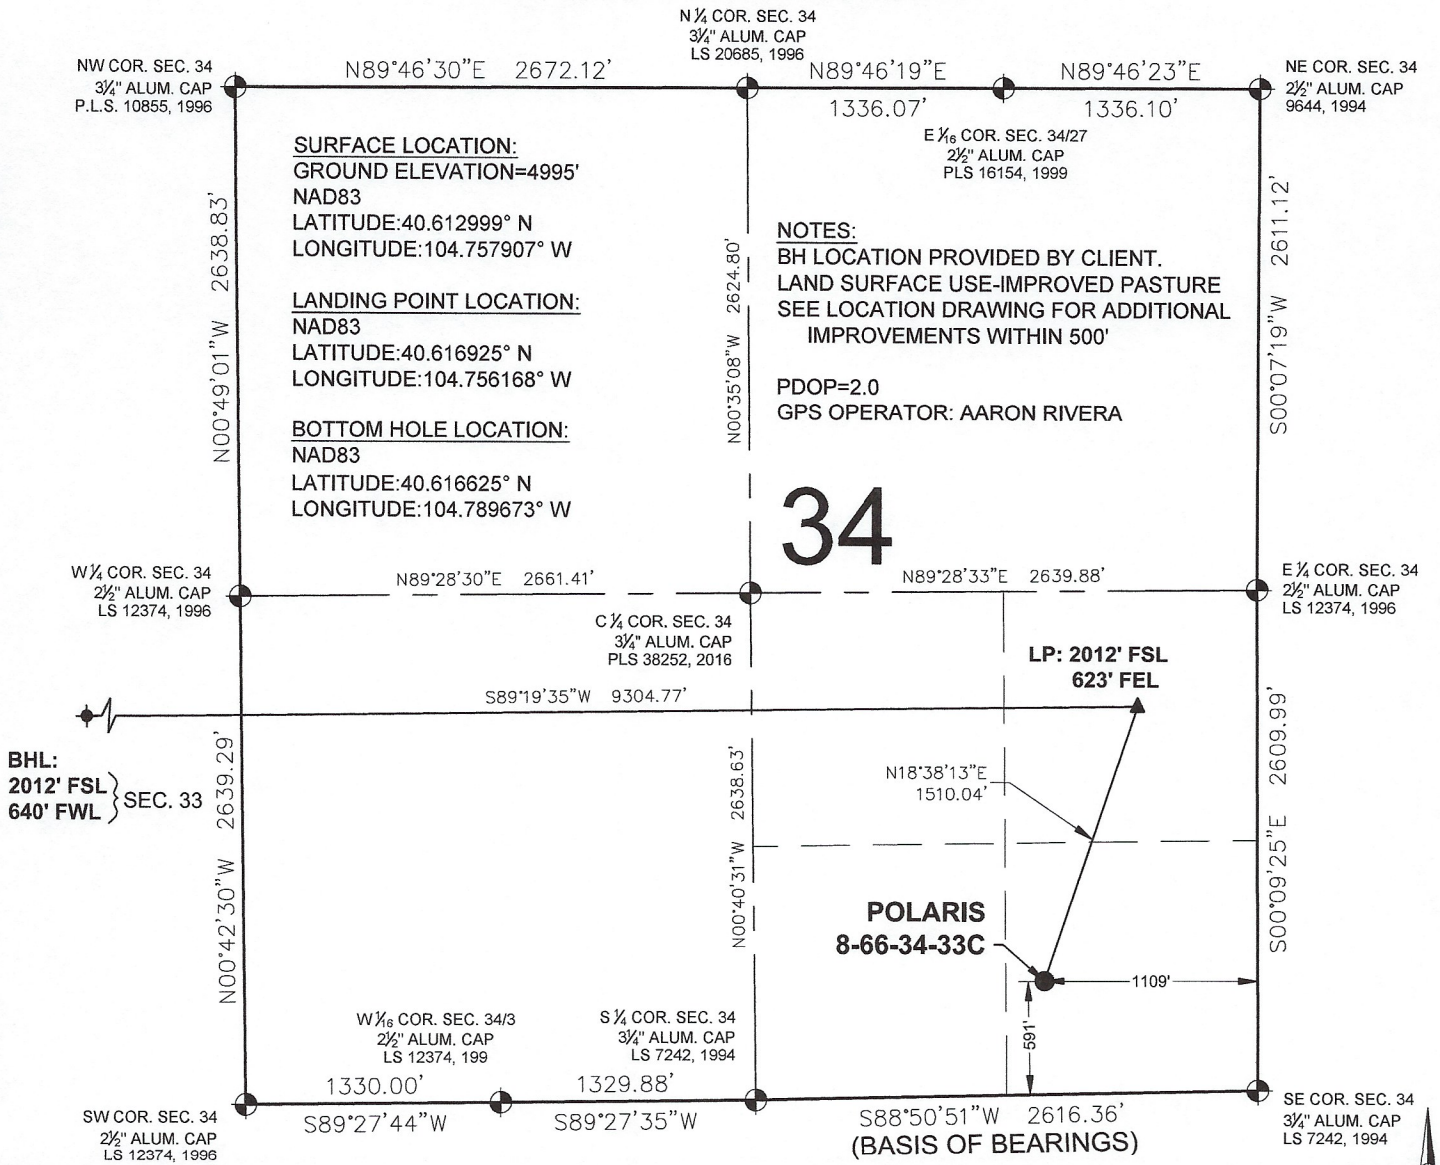 N ¼ COR. SEC. 34
3¼" ALUM. CAP
LS 20685, 1996
NW COR. SEC. 34
3¼" ALUM. CAP
P.L.S. 10855, 1996
N89°46'30"E 2672.12'
N89°46'19"E
1336.07'
N89°46'23"E
1336.10'
NE COR. SEC. 34
2½" ALUM. CAP
9644, 1994
E ⅟₁₆ COR. SEC. 34/27
2½" ALUM. CAP
PLS 16154, 1999
SURFACE LOCATION:
GROUND ELEVATION=4995'
NAD83
LATITUDE:40.612999° N
LONGITUDE:104.757907° W
LANDING POINT LOCATION:
NAD83
LATITUDE:40.616925° N
LONGITUDE:104.756168° W
BOTTOM HOLE LOCATION:
NAD83
LATITUDE:40.616625° N
LONGITUDE:104.789673° W
N00°49'01"W 2638.83'
N00°35'08"W 2624.80'
NOTES:
BH LOCATION PROVIDED BY CLIENT.
LAND SURFACE USE-IMPROVED PASTURE
SEE LOCATION DRAWING FOR ADDITIONAL
IMPROVEMENTS WITHIN 500'
PDOP=2.0
GPS OPERATOR: AARON RIVERA
S00°07'19"W 2611.12'
34
W ¼ COR. SEC. 34
2½" ALUM. CAP
LS 12374, 1996
N89°28'30"E 2661.41'
N89°28'33"E 2639.88'
E ¼ COR. SEC. 34
2½" ALUM. CAP
LS 12374, 1996
C ¼ COR. SEC. 34
3¼" ALUM. CAP
PLS 38252, 2016
LP: 2012' FSL
623' FEL
S89°19'35"W 9304.77'
BHL:
2012' FSL
640' FWL
SEC. 33
N00°42'30"W 2639.29'
N00°40'31"W 2638.63'
N18°38'13"E
1510.04'
S00°09'25"E 2609.99'
POLARIS
8-66-34-33C
1109'
591'
W ⅟₁₆ COR. SEC. 34/3
2½" ALUM. CAP
LS 12374, 199
S ¼ COR. SEC. 34
3¼" ALUM. CAP
LS 7242, 1994
1330.00'
S89°27'44"W
1329.88'
S89°27'35"W
S88°50'51"W 2616.36'
(BASIS OF BEARINGS)
SW COR. SEC. 34
2½" ALUM. CAP
LS 12374, 1996
SE COR. SEC. 34
3¼" ALUM. CAP
LS 7242, 1994